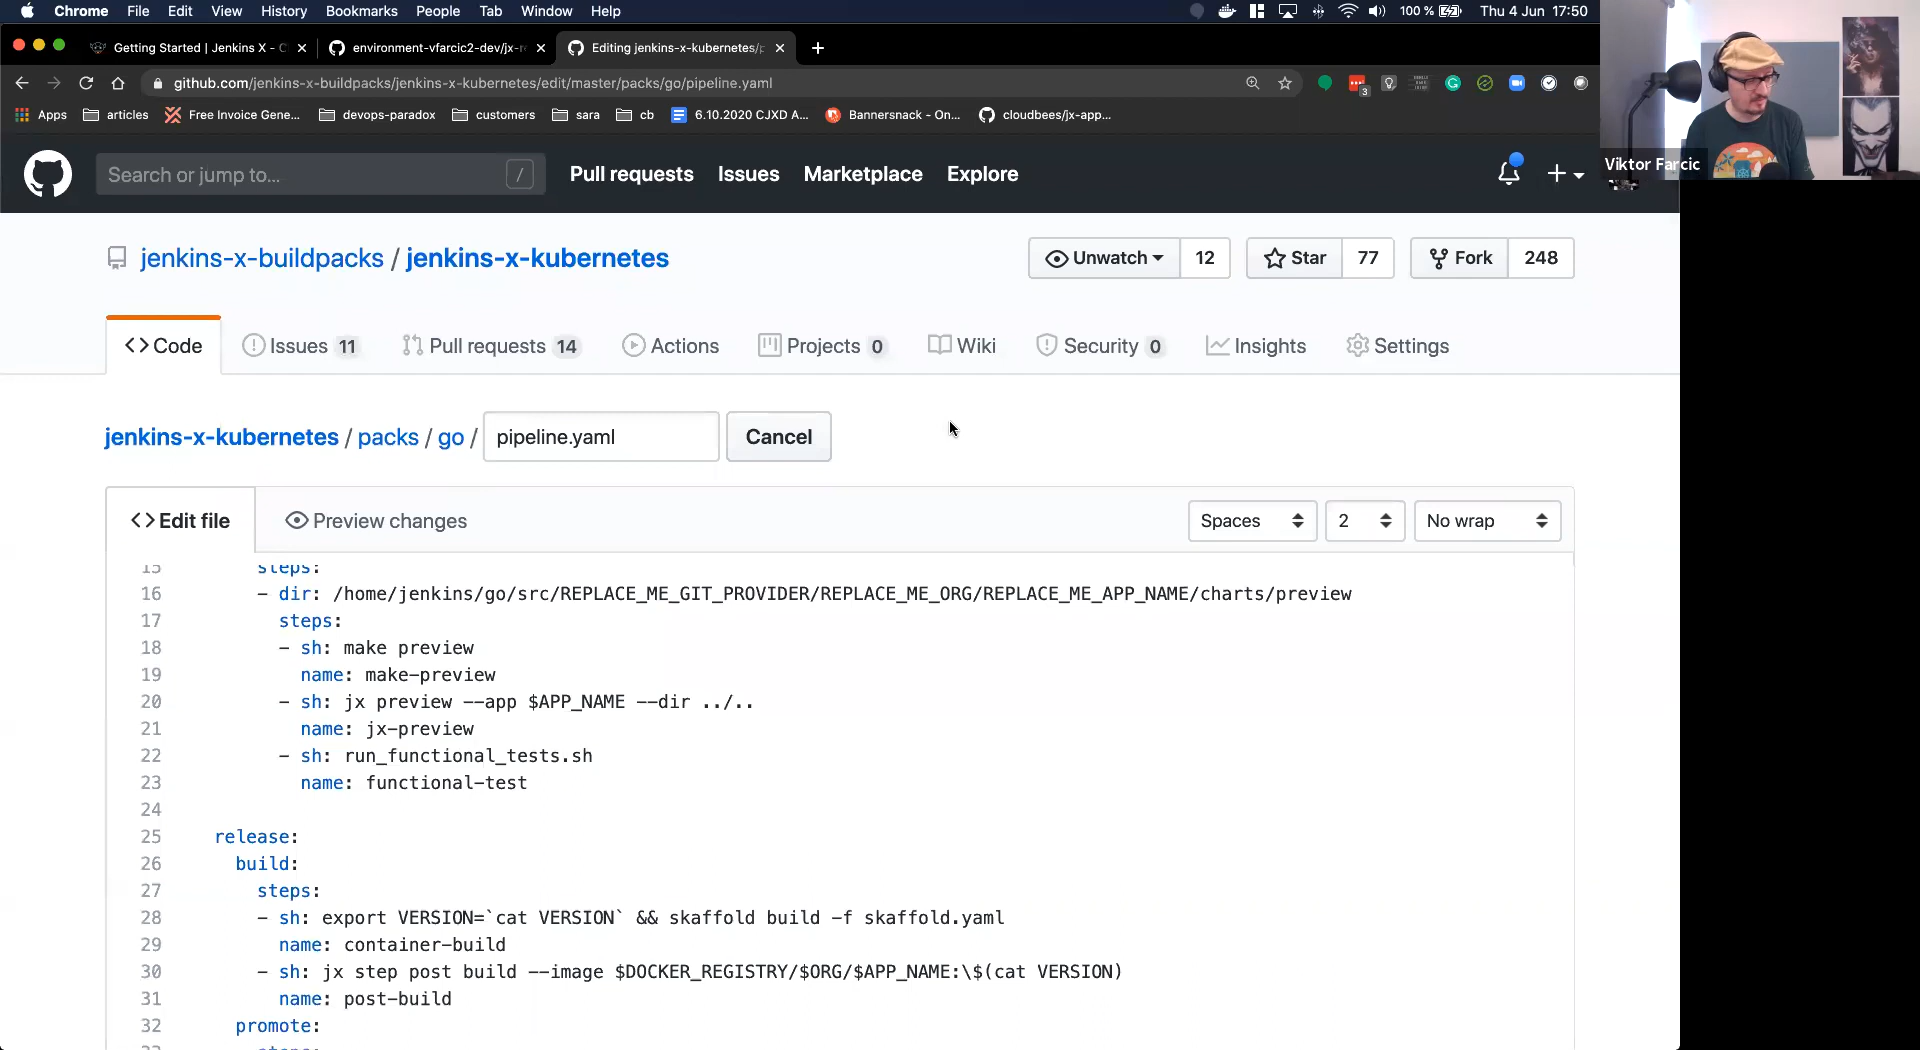 Chrome File Edit View History Bookmarks People Tab Window Help 100 % Thu 4 Jun 17:50
Getting Started | Jenkins X - C environment-vfarcic2-dev/jx-r Editing jenkins-x-kubernetes/p
github.com/jenkins-x-buildpacks/jenkins-x-kubernetes/edit/master/packs/go/pipeline.yaml 3
Apps articles Free Invoice Gene... devops-paradox customers sara cb 6.10.2020 CJXD A... Bannersnack - On... cloudbees/jx-app...
Viktor Farcic
Search or jump to... / Pull requests Issues Marketplace Explore
jenkins-x-buildpacks / jenkins-x-kubernetes Unwatch 12 Star 77 Fork 248
Code Issues 11 Pull requests 14 Actions Projects 0 Wiki Security 0 Insights Settings
jenkins-x-kubernetes / packs / go / pipeline.yaml Cancel
Edit file Preview changes Spaces 2 No wrap
15 steps:
16 - dir: /home/jenkins/go/src/REPLACE_ME_GIT_PROVIDER/REPLACE_ME_ORG/REPLACE_ME_APP_NAME/charts/preview
17 steps:
18 - sh: make preview
19 name: make-preview
20 - sh: jx preview --app $APP_NAME --dir ../..
21 name: jx-preview
22 - sh: run_functional_tests.sh
23 name: functional-test
24
25 release:
26 build:
27 steps:
28 - sh: export VERSION=`cat VERSION` && skaffold build -f skaffold.yaml
29 name: container-build
30 - sh: jx step post build --image $DOCKER_REGISTRY/$ORG/$APP_NAME:\$(cat VERSION)
31 name: post-build
32 promote:
33 steps: